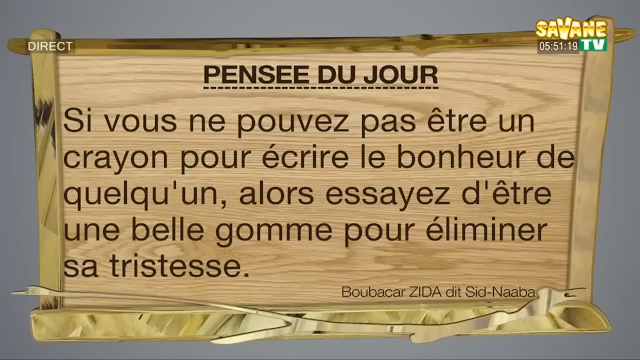 DIRECT
SAVANE
05:51:19 TV
PENSEE DU JOUR
Si vous ne pouvez pas être un
crayon pour écrire le bonheur de
quelqu'un, alors essayez d'être
une belle gomme pour éliminer
sa tristesse.
Boubacar ZIDA dit Sid-Naaba